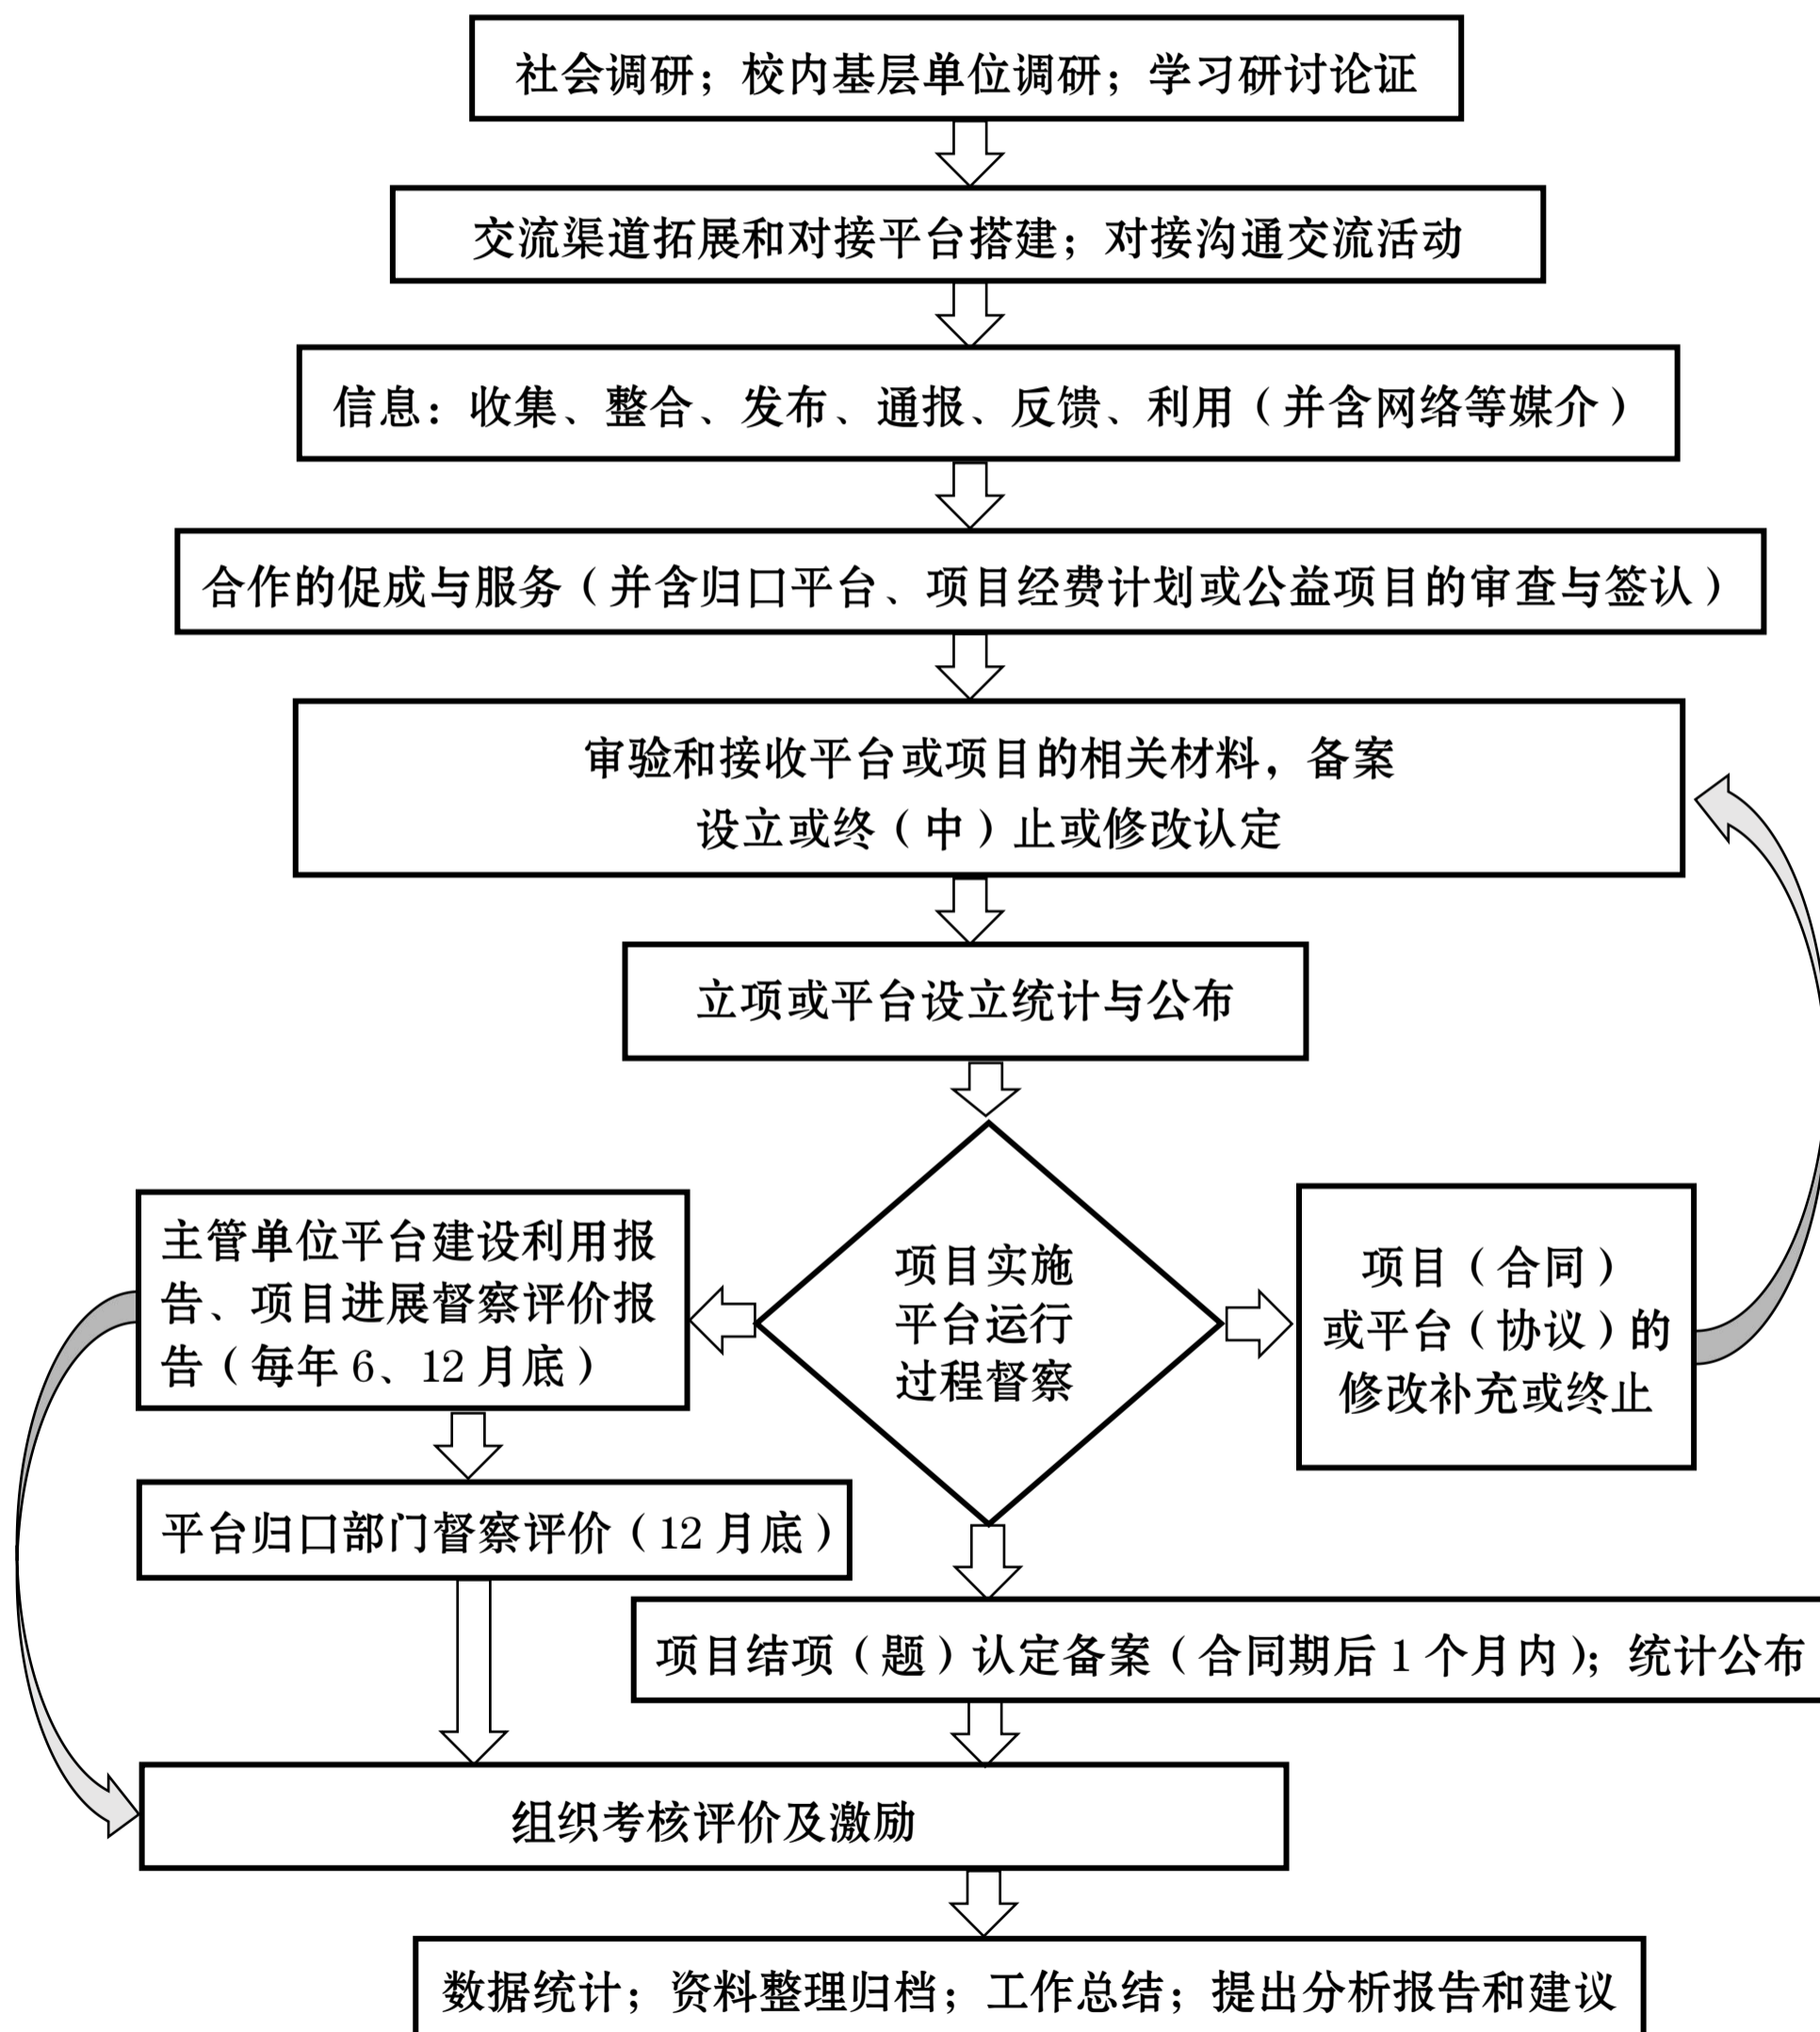 社会调研；校内基层单位调研；学习研讨论证
交流渠道拓展和对接平台搭建；对接沟通交流活动
信息：收集、整合、发布、通报、反馈、利用（并含网络等媒介）
合作的促成与服务（并含归口平台、项目经费计划或公益项目的审查与签认）
审验和接收平台或项目的相关材料，备案
设立或终（中）止或修改认定
立项或平台设立统计与公布
主管单位平台建设利用报
告、项目进展督察评价报
告（每年6、12月底）
项目实施
平台运行
过程督察
项目（合同）
或平台（协议）的
修改补充或终止
平台归口部门督察评价（12月底）
项目结项（题）认定备案（合同期后1个月内）；统计公布
组织考核评价及激励
数据统计；资料整理归档；工作总结；提出分析报告和建议